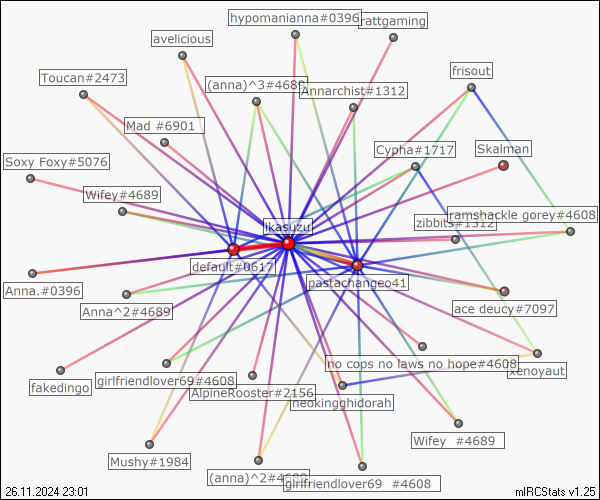 hypomanianna#0396
rattgaming
avelicious
Toucan#2473
(anna)^3#4689
Annarchist#1312
frisout
Mad #6901
Cypha#1717
Skalman
Soxy Foxy#5076
Wifey#4689
ikasuzu
zibbits#1312
ramshackle gorey#4608
default#0617
pastachangeo41
Anna.#0396
Anna^2#4689
ace deucy#7097
no cops no laws no hope#4608
xenoyaut
fakedingo
girlfriendlover69#4608
AlpineRooster#2156
neokingghidorah
Wifey #4689
Mushy#1984
(anna)^2#4689
girlfriendlover69 #4608
26.11.2024 23:01
mIRCStats v1.25